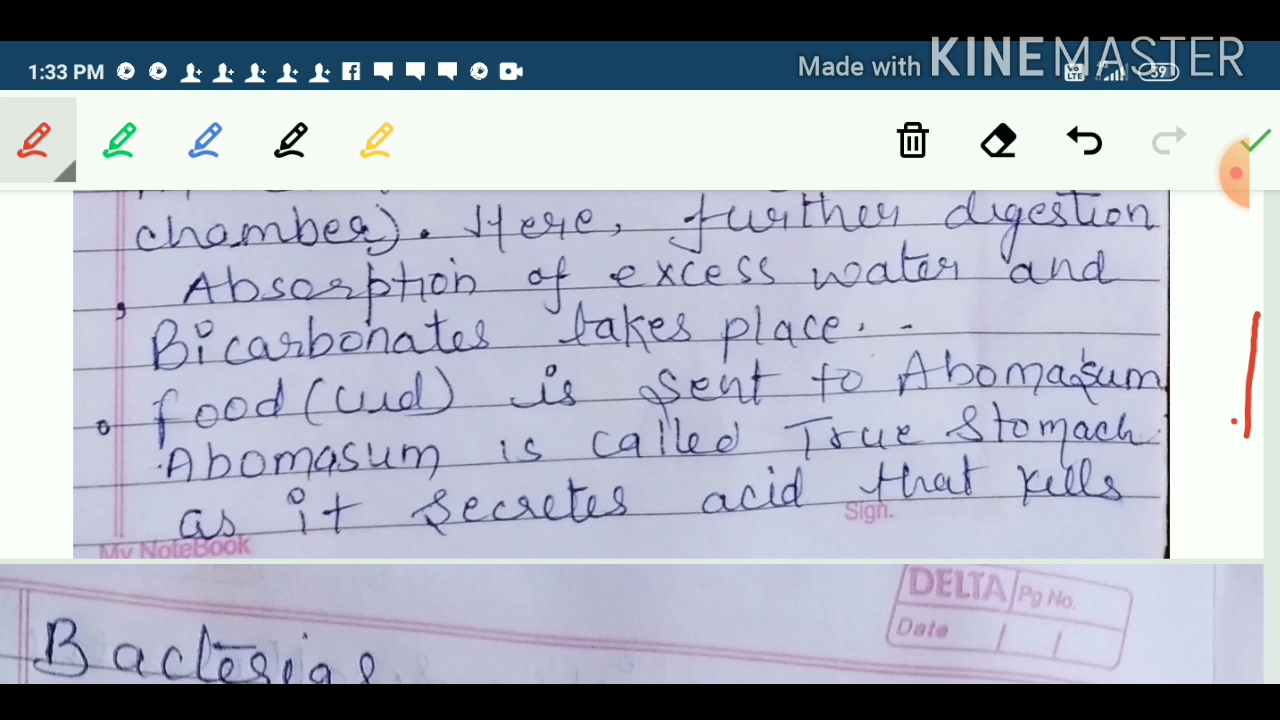 1:33 PM
Made with KINEMASTER
59
chamber). Here, further digestion
, Absorption of excess water and
Bicarbonates takes place.
food (Cud) is sent to Abomasum
Abomasum is called True Stomach
as it secretes acid that kills
Sign.
My NoteBook
DELTA Pg No.
Date / /
Bacterias